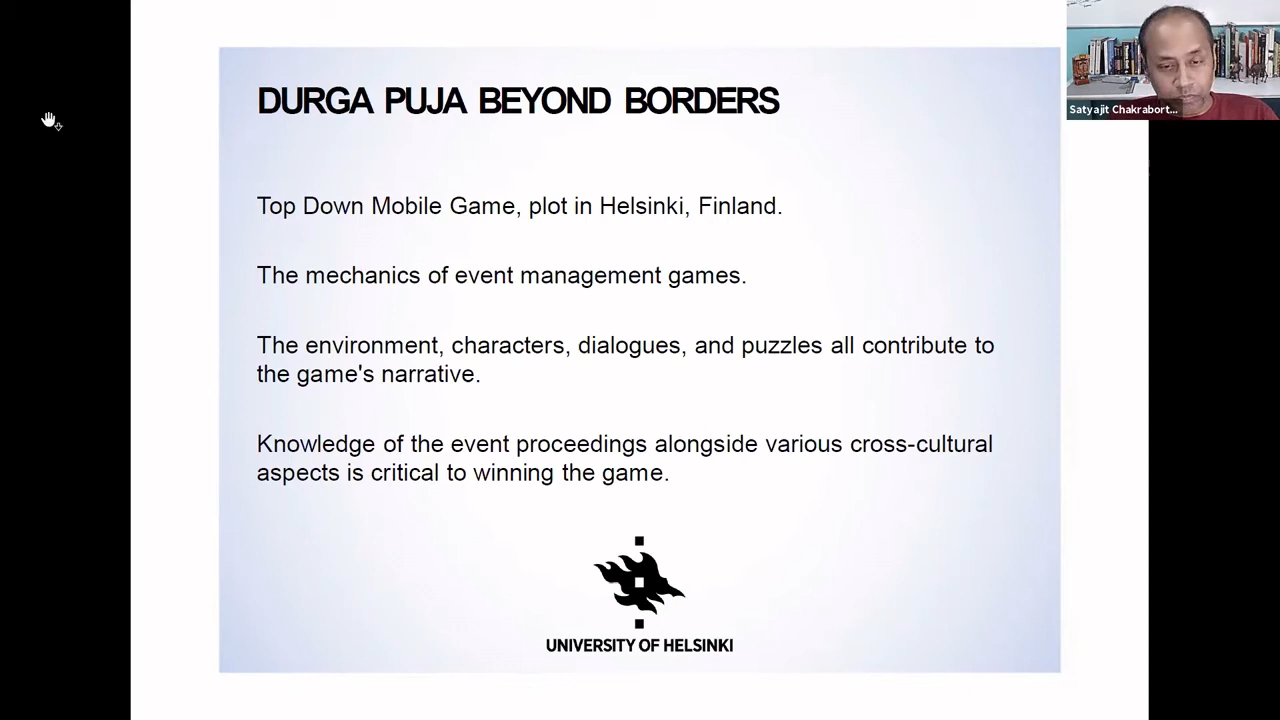 DURGA PUJA BEYOND BORDERS
Satyajit Chakrabort...
Top Down Mobile Game, plot in Helsinki, Finland.
The mechanics of event management games.
The environment, characters, dialogues, and puzzles all contribute to
the game's narrative.
Knowledge of the event proceedings alongside various cross-cultural
aspects is critical to winning the game.
UNIVERSITY OF HELSINKI